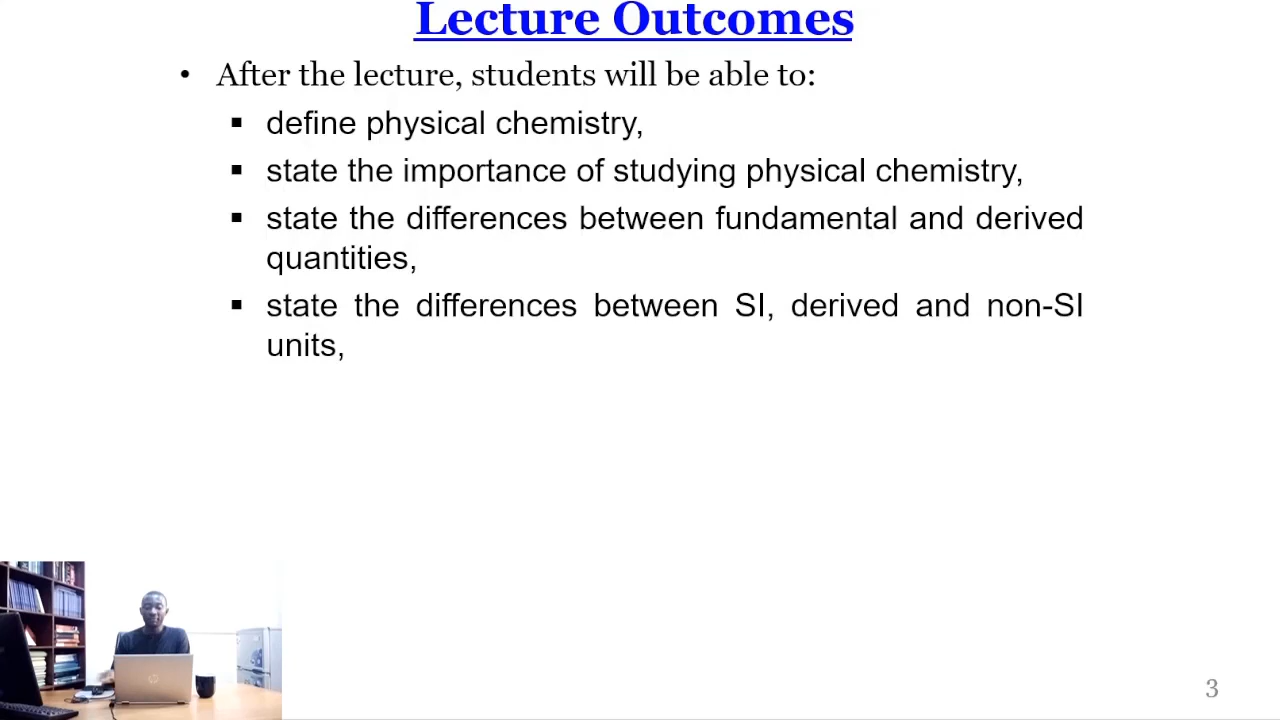 Lecture Outcomes
• After the lecture, students will be able to:
▪ define physical chemistry,
▪ state the importance of studying physical chemistry,
▪ state the differences between fundamental and derived
quantities,
▪ state the differences between SI, derived and non-SI
units,
3